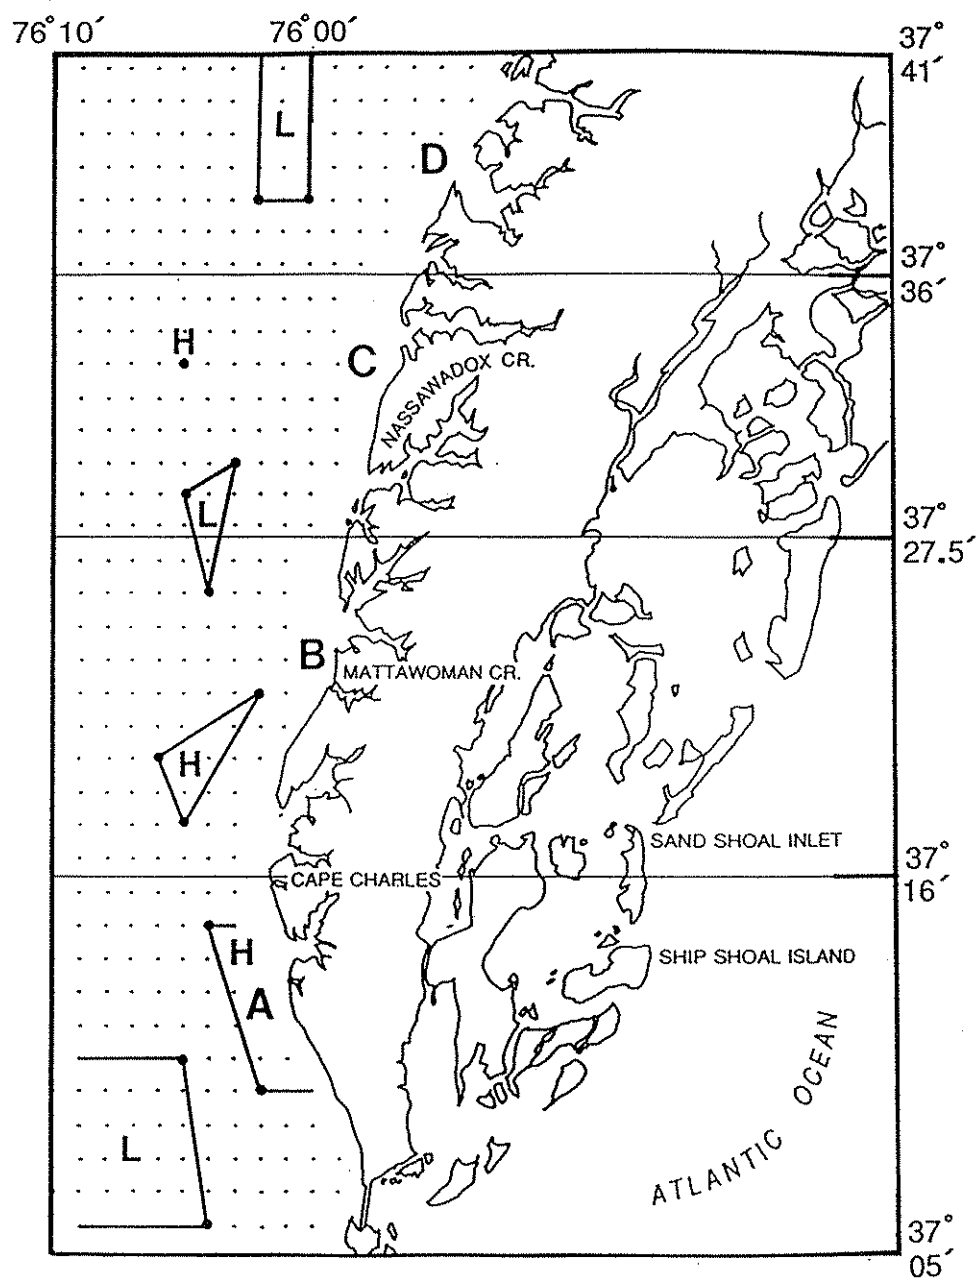 76°10´ 76°00´
37°
41´
L
D
37°
36´
H
C
NASSAWADOX CR.
L
37°
27.5´
B
MATTAWOMAN CR.
H
SAND SHOAL INLET
37°
16´
CAPE CHARLES
H
SHIP SHOAL ISLAND
A
ATLANTIC OCEAN
L
37°
05´